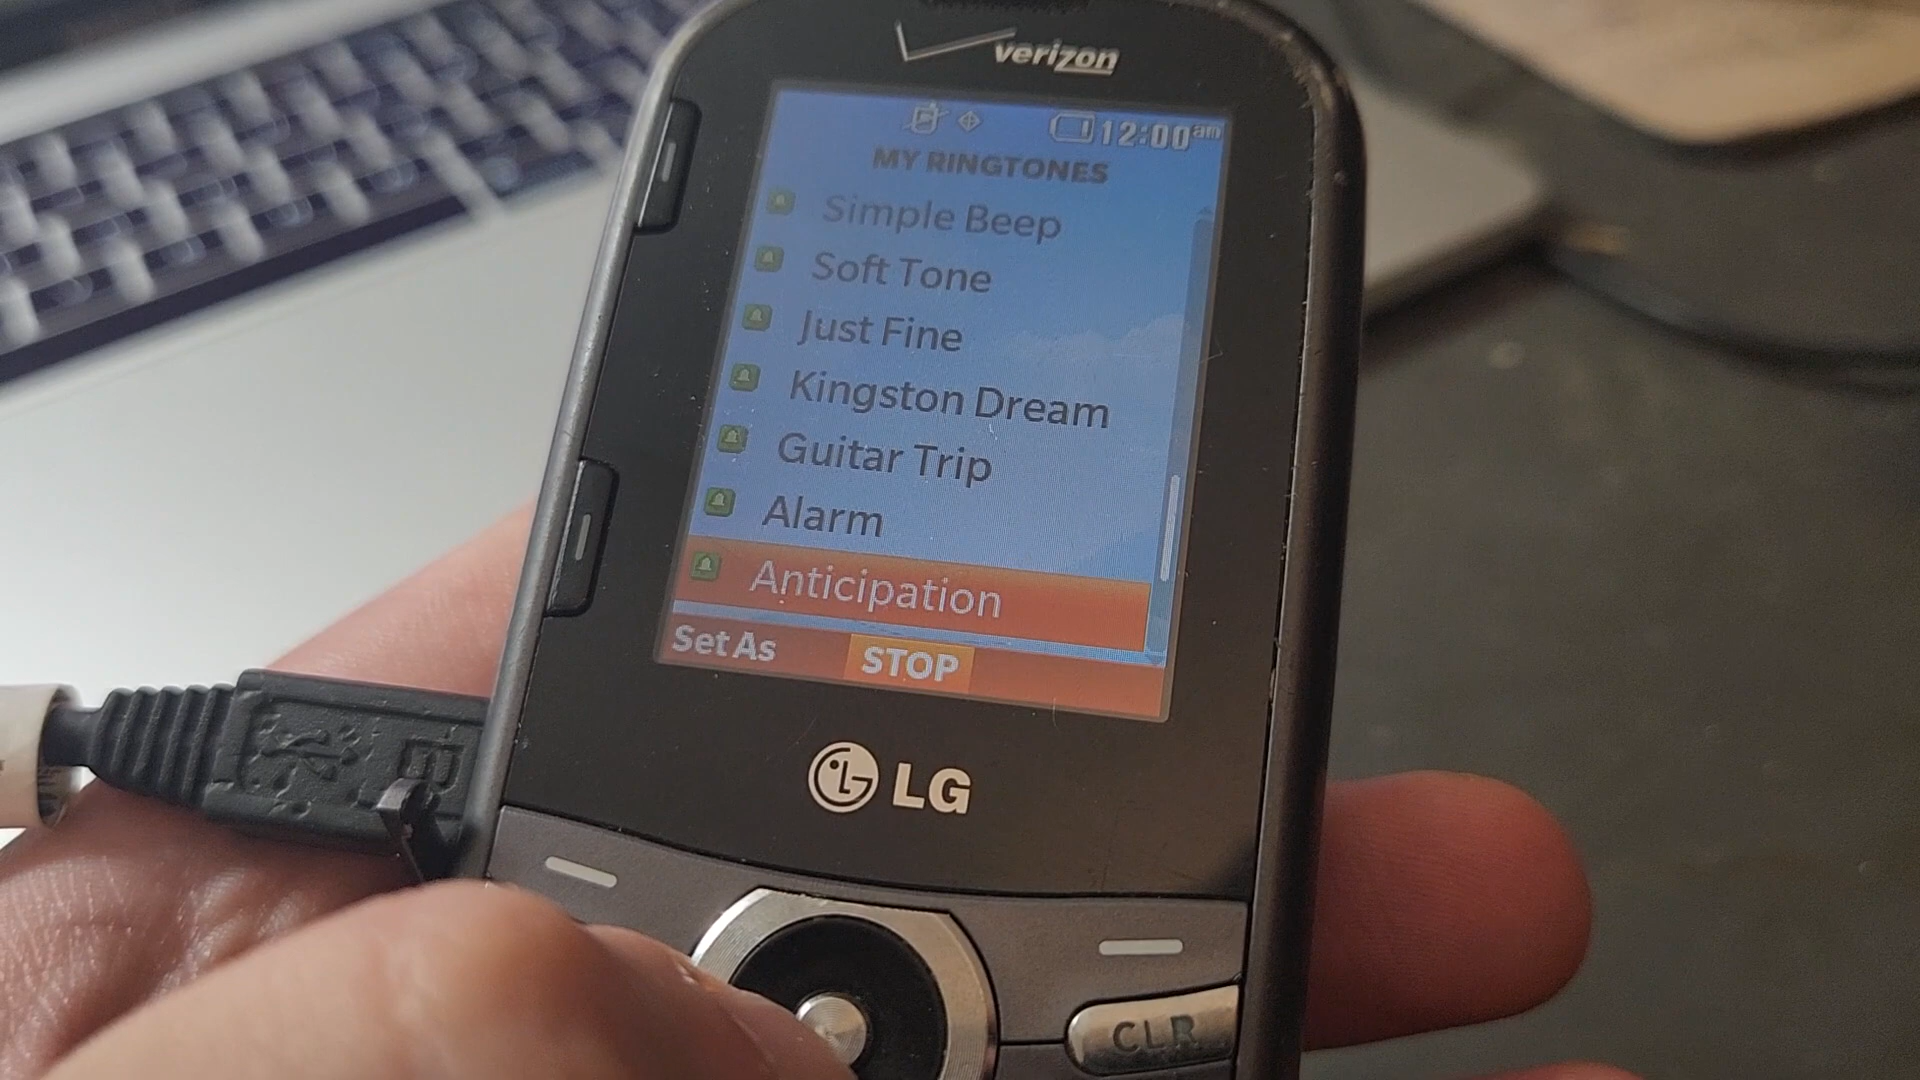 verizon
12:00am
MY RINGTONES
Simple Beep
Soft Tone
Just Fine
Kingston Dream
Guitar Trip
Alarm
Anticipation
Set As STOP
LG
CLR